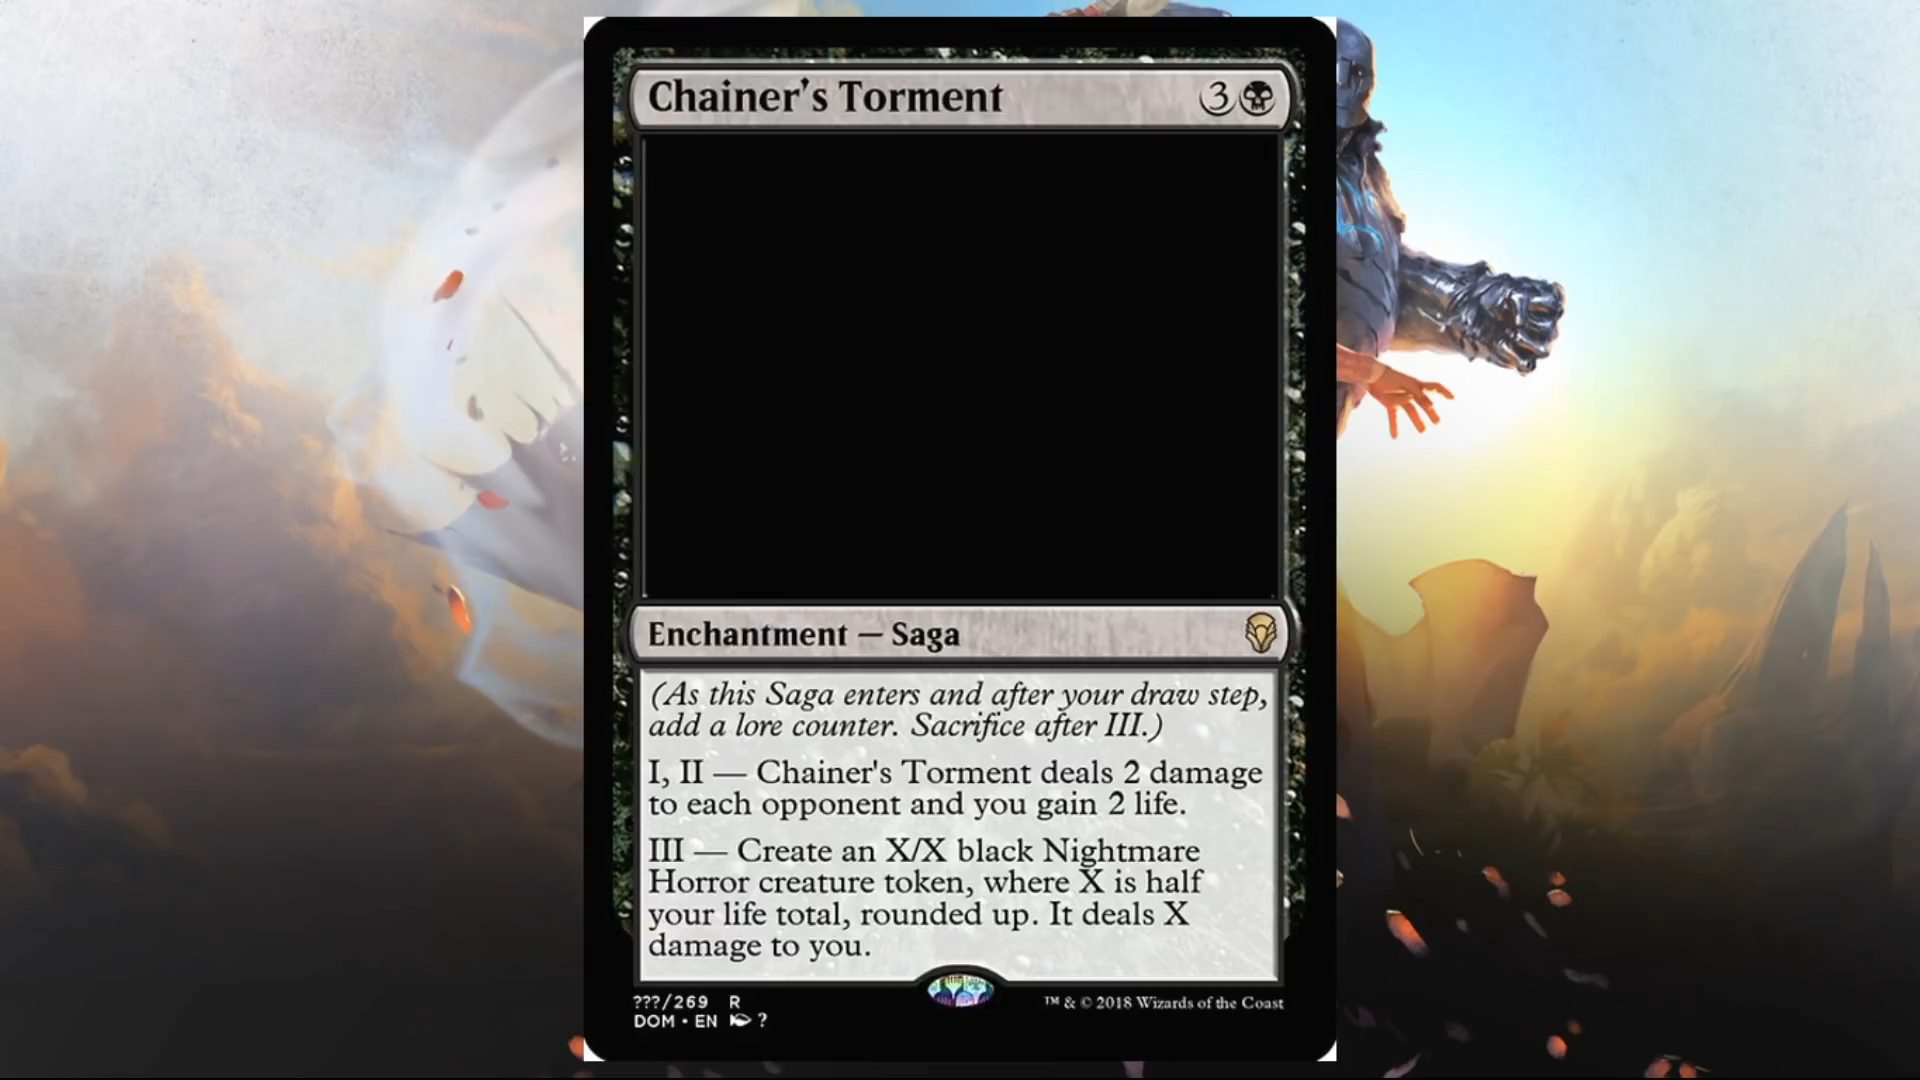 Chainer's Torment 3
Enchantment — Saga
(As this Saga enters and after your draw step,
add a lore counter. Sacrifice after III.)
I, II — Chainer's Torment deals 2 damage
to each opponent and you gain 2 life.
III — Create an X/X black Nightmare
Horror creature token, where X is half
your life total, rounded up. It deals X
damage to you.
???/269 R
DOM • EN ?
™ & © 2018 Wizards of the Coast